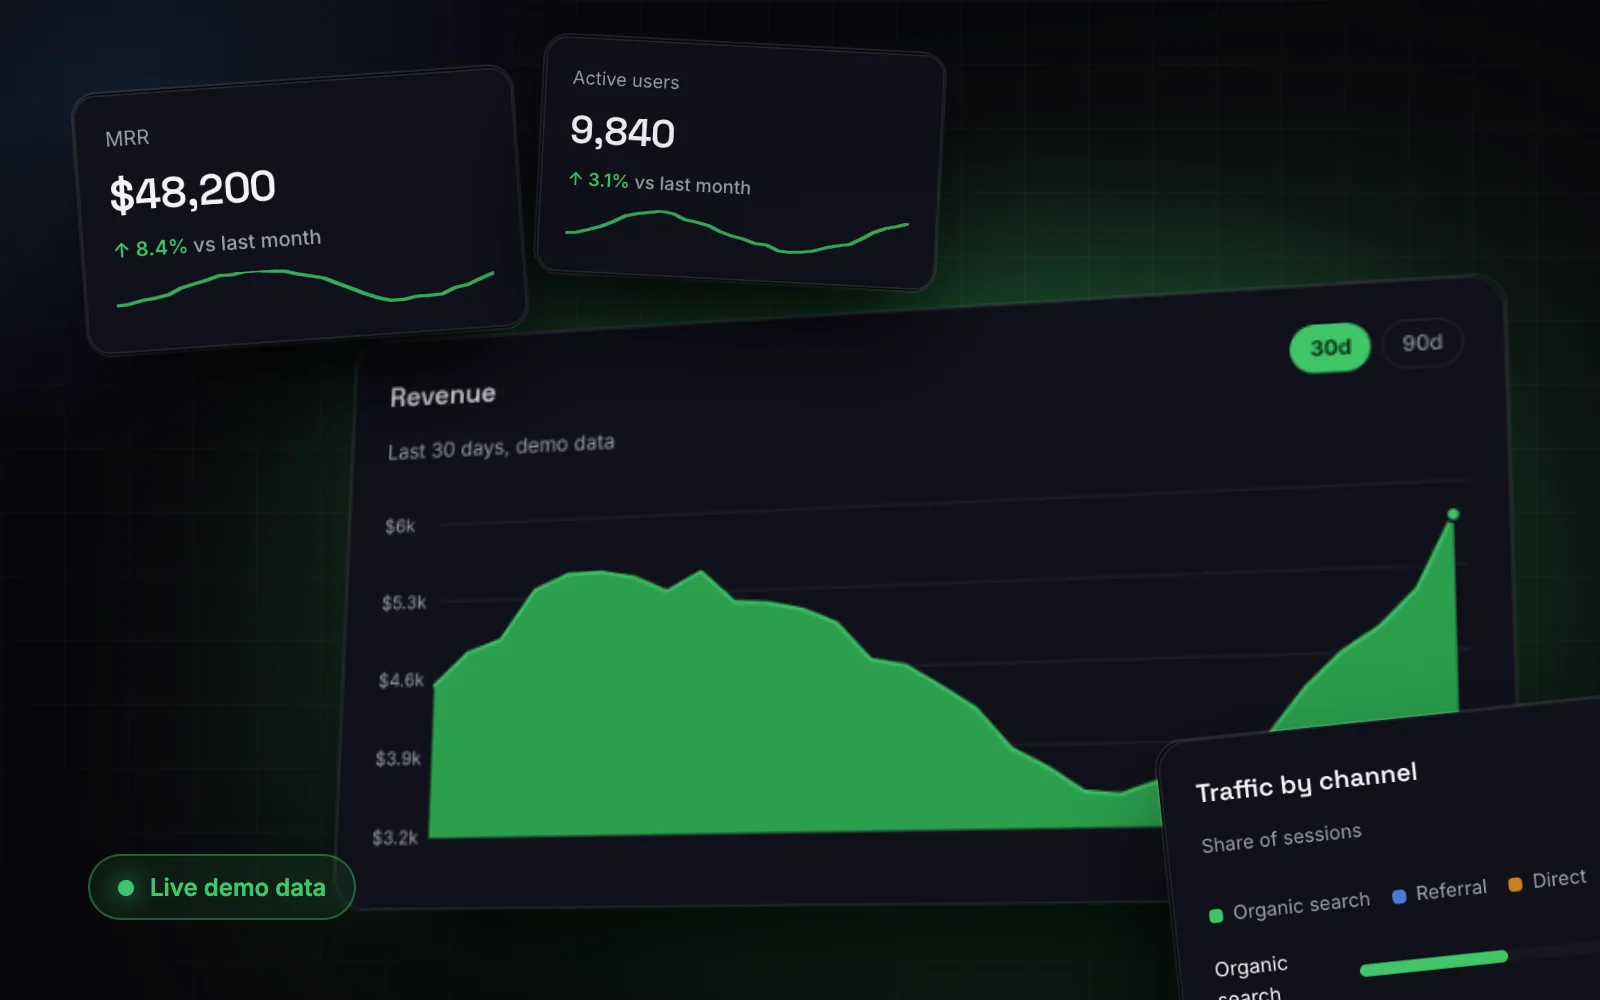 MRR
$48,200
↑ 8.4% vs last month
Active users
9,840
↑ 3.1% vs last month
Revenue
Last 30 days, demo data
30d
90d
$6k
$5.3k
$4.6k
$3.9k
$3.2k
Live demo data
Traffic by channel
Share of sessions
Organic search
Referral
Direct
Organic
search